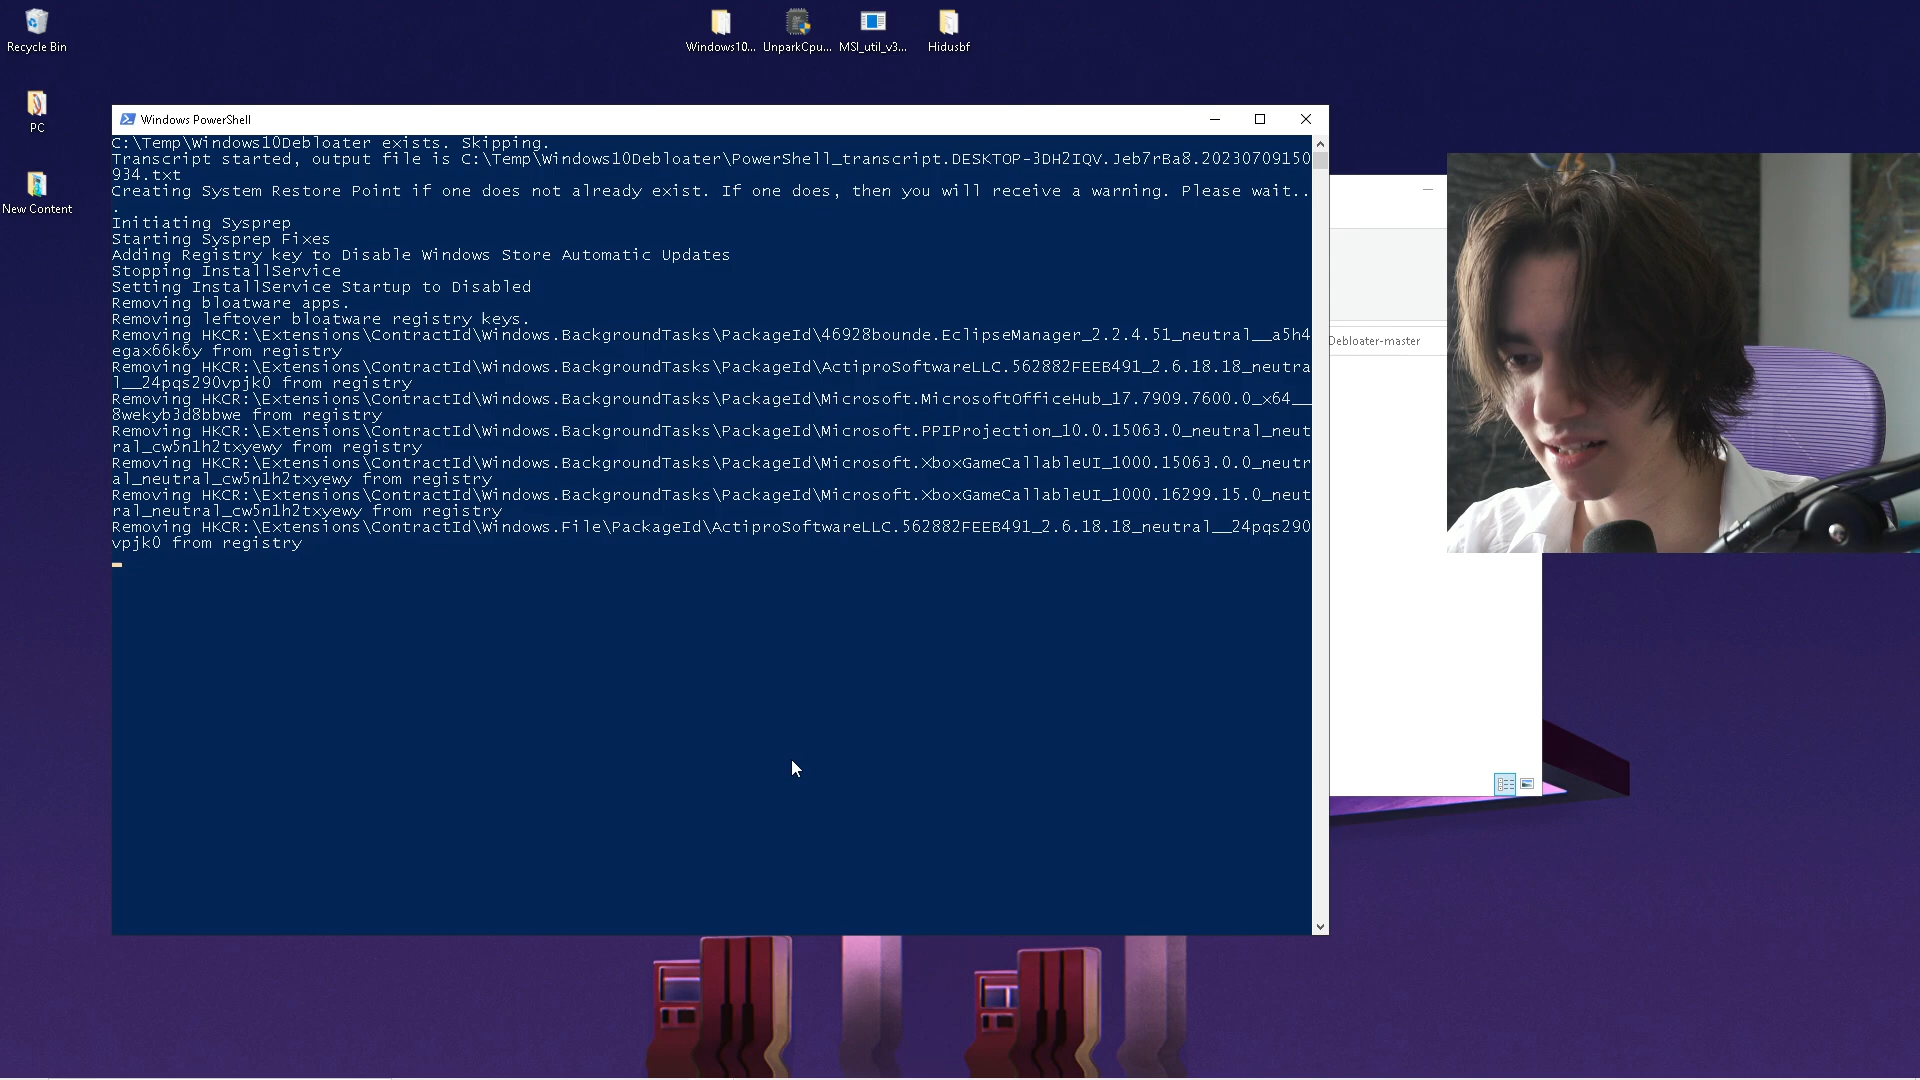 Recycle Bin
PC
New Content
Windows10...
UnparkCpu...
MSI_util_v3...
Hidusbf
Windows PowerShell
C:\Temp\Windows10Debloater exists. Skipping.
Transcript started, output file is C:\Temp\Windows10Debloater\PowerShell_transcript.DESKTOP-3DH2IQV.Jeb7rBa8.20230709150
934.txt
Creating System Restore Point if one does not already exist. If one does, then you will receive a warning. Please wait..
.
Initiating Sysprep
Starting Sysprep Fixes
Adding Registry key to Disable Windows Store Automatic Updates
Stopping InstallService
Setting InstallService Startup to Disabled
Removing bloatware apps.
Removing leftover bloatware registry keys.
Removing HKCR:\Extensions\ContractId\Windows.BackgroundTasks\PackageId\46928bounde.EclipseManager_2.2.4.51_neutral__a5h4
egax66k6y from registry
Removing HKCR:\Extensions\ContractId\Windows.BackgroundTasks\PackageId\ActiproSoftwareLLC.562882FEEB491_2.6.18.18_neutra
l__24pqs290vpjk0 from registry
Removing HKCR:\Extensions\ContractId\Windows.BackgroundTasks\PackageId\Microsoft.MicrosoftOfficeHub_17.7909.7600.0_x64__
8wekyb3d8bbwe from registry
Removing HKCR:\Extensions\ContractId\Windows.BackgroundTasks\PackageId\Microsoft.PPIProjection_10.0.15063.0_neutral_neut
ral_cw5n1h2txyewy from registry
Removing HKCR:\Extensions\ContractId\Windows.BackgroundTasks\PackageId\Microsoft.XboxGameCallableUI_1000.15063.0.0_neutr
al_neutral_cw5n1h2txyewy from registry
Removing HKCR:\Extensions\ContractId\Windows.BackgroundTasks\PackageId\Microsoft.XboxGameCallableUI_1000.16299.15.0_neut
ral_neutral_cw5n1h2txyewy from registry
Removing HKCR:\Extensions\ContractId\Windows.File\PackageId\ActiproSoftwareLLC.562882FEEB491_2.6.18.18_neutral__24pqs290
vpjk0 from registry
Debloater-master